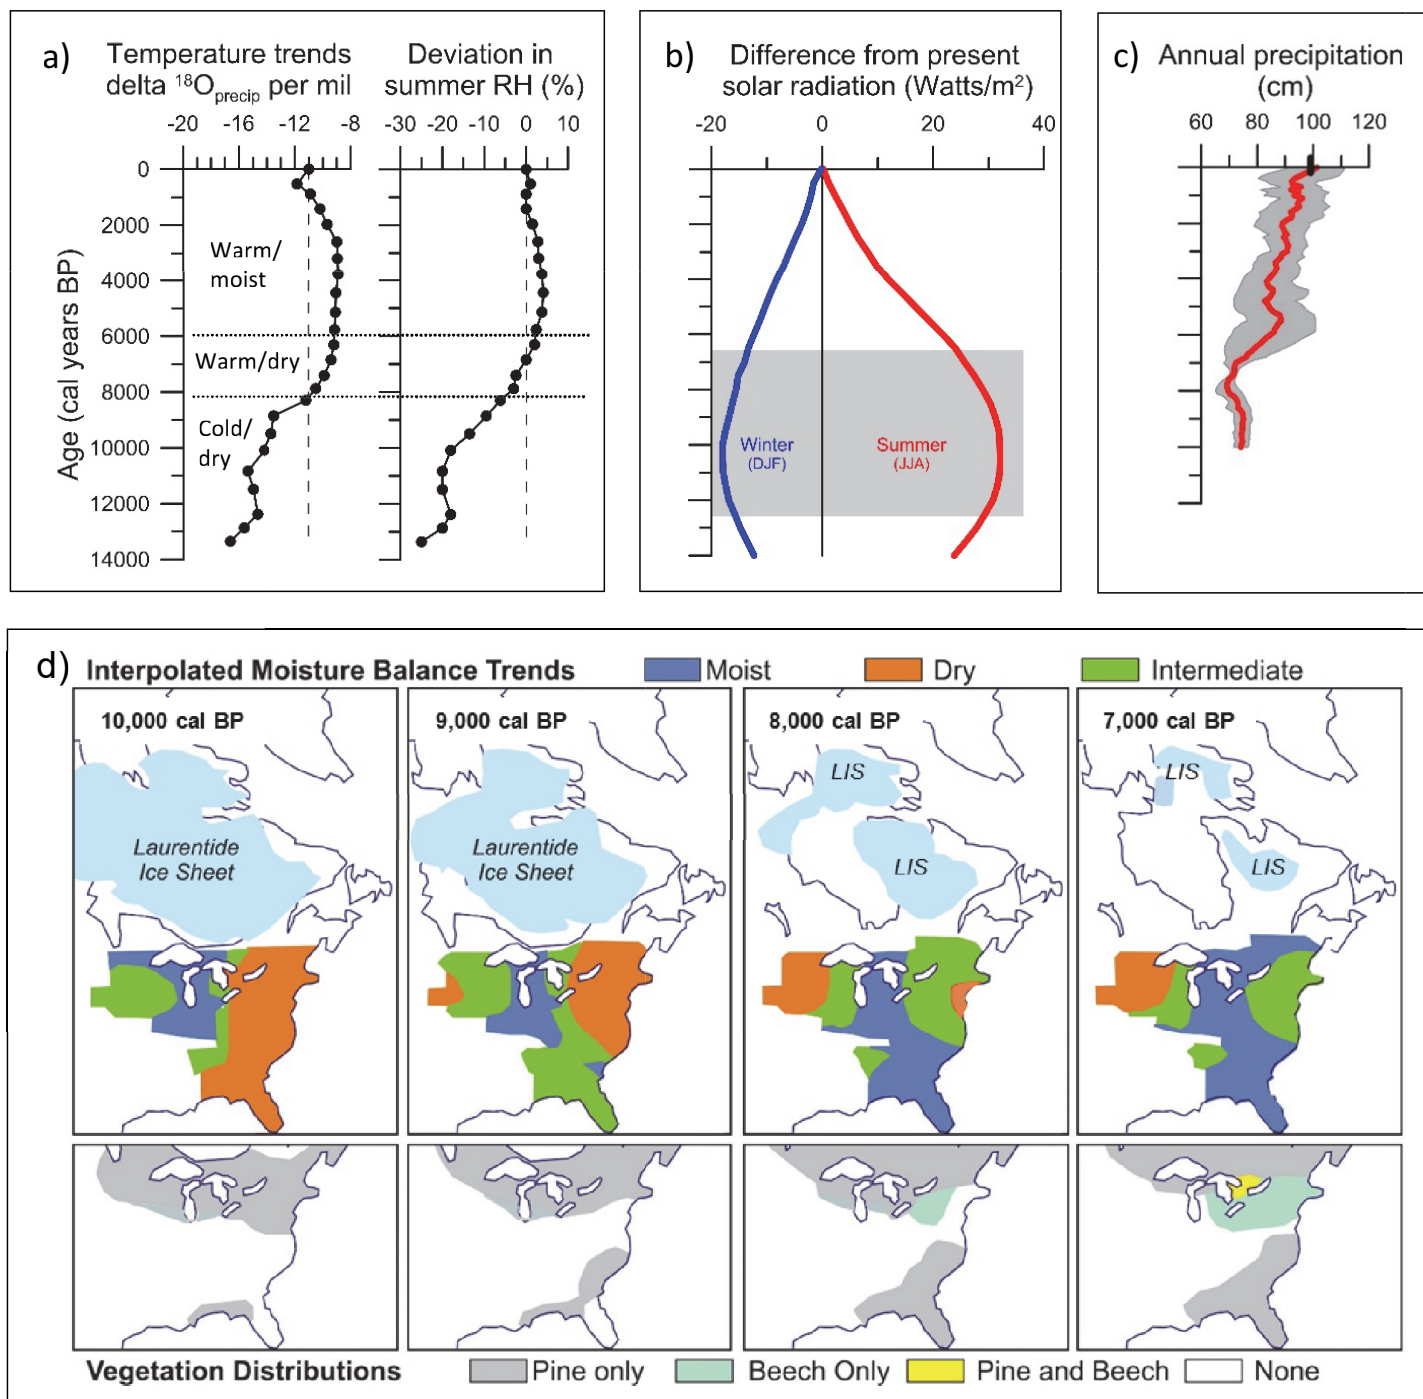 a)
Temperature trends
delta ¹⁸Oprecip per mil
-20 -16 -12 -8
Deviation in
summer RH (%)
-30 -20 -10 0 10
Age (cal years BP)
0
2000
4000
6000
8000
10000
12000
14000
Warm/
moist
Warm/dry
Cold/
dry
b)
Difference from present
solar radiation (Watts/m²)
-20 0 20 40
Winter
(DJF)
Summer
(JJA)
c)
Annual precipitation
(cm)
60 80 100 120
d)
Interpolated Moisture Balance Trends
Moist
Dry
Intermediate
10,000 cal BP
Laurentide
Ice Sheet
9,000 cal BP
Laurentide
Ice Sheet
8,000 cal BP
LIS
LIS
7,000 cal BP
LIS
LIS
Vegetation Distributions
Pine only
Beech Only
Pine and Beech
None